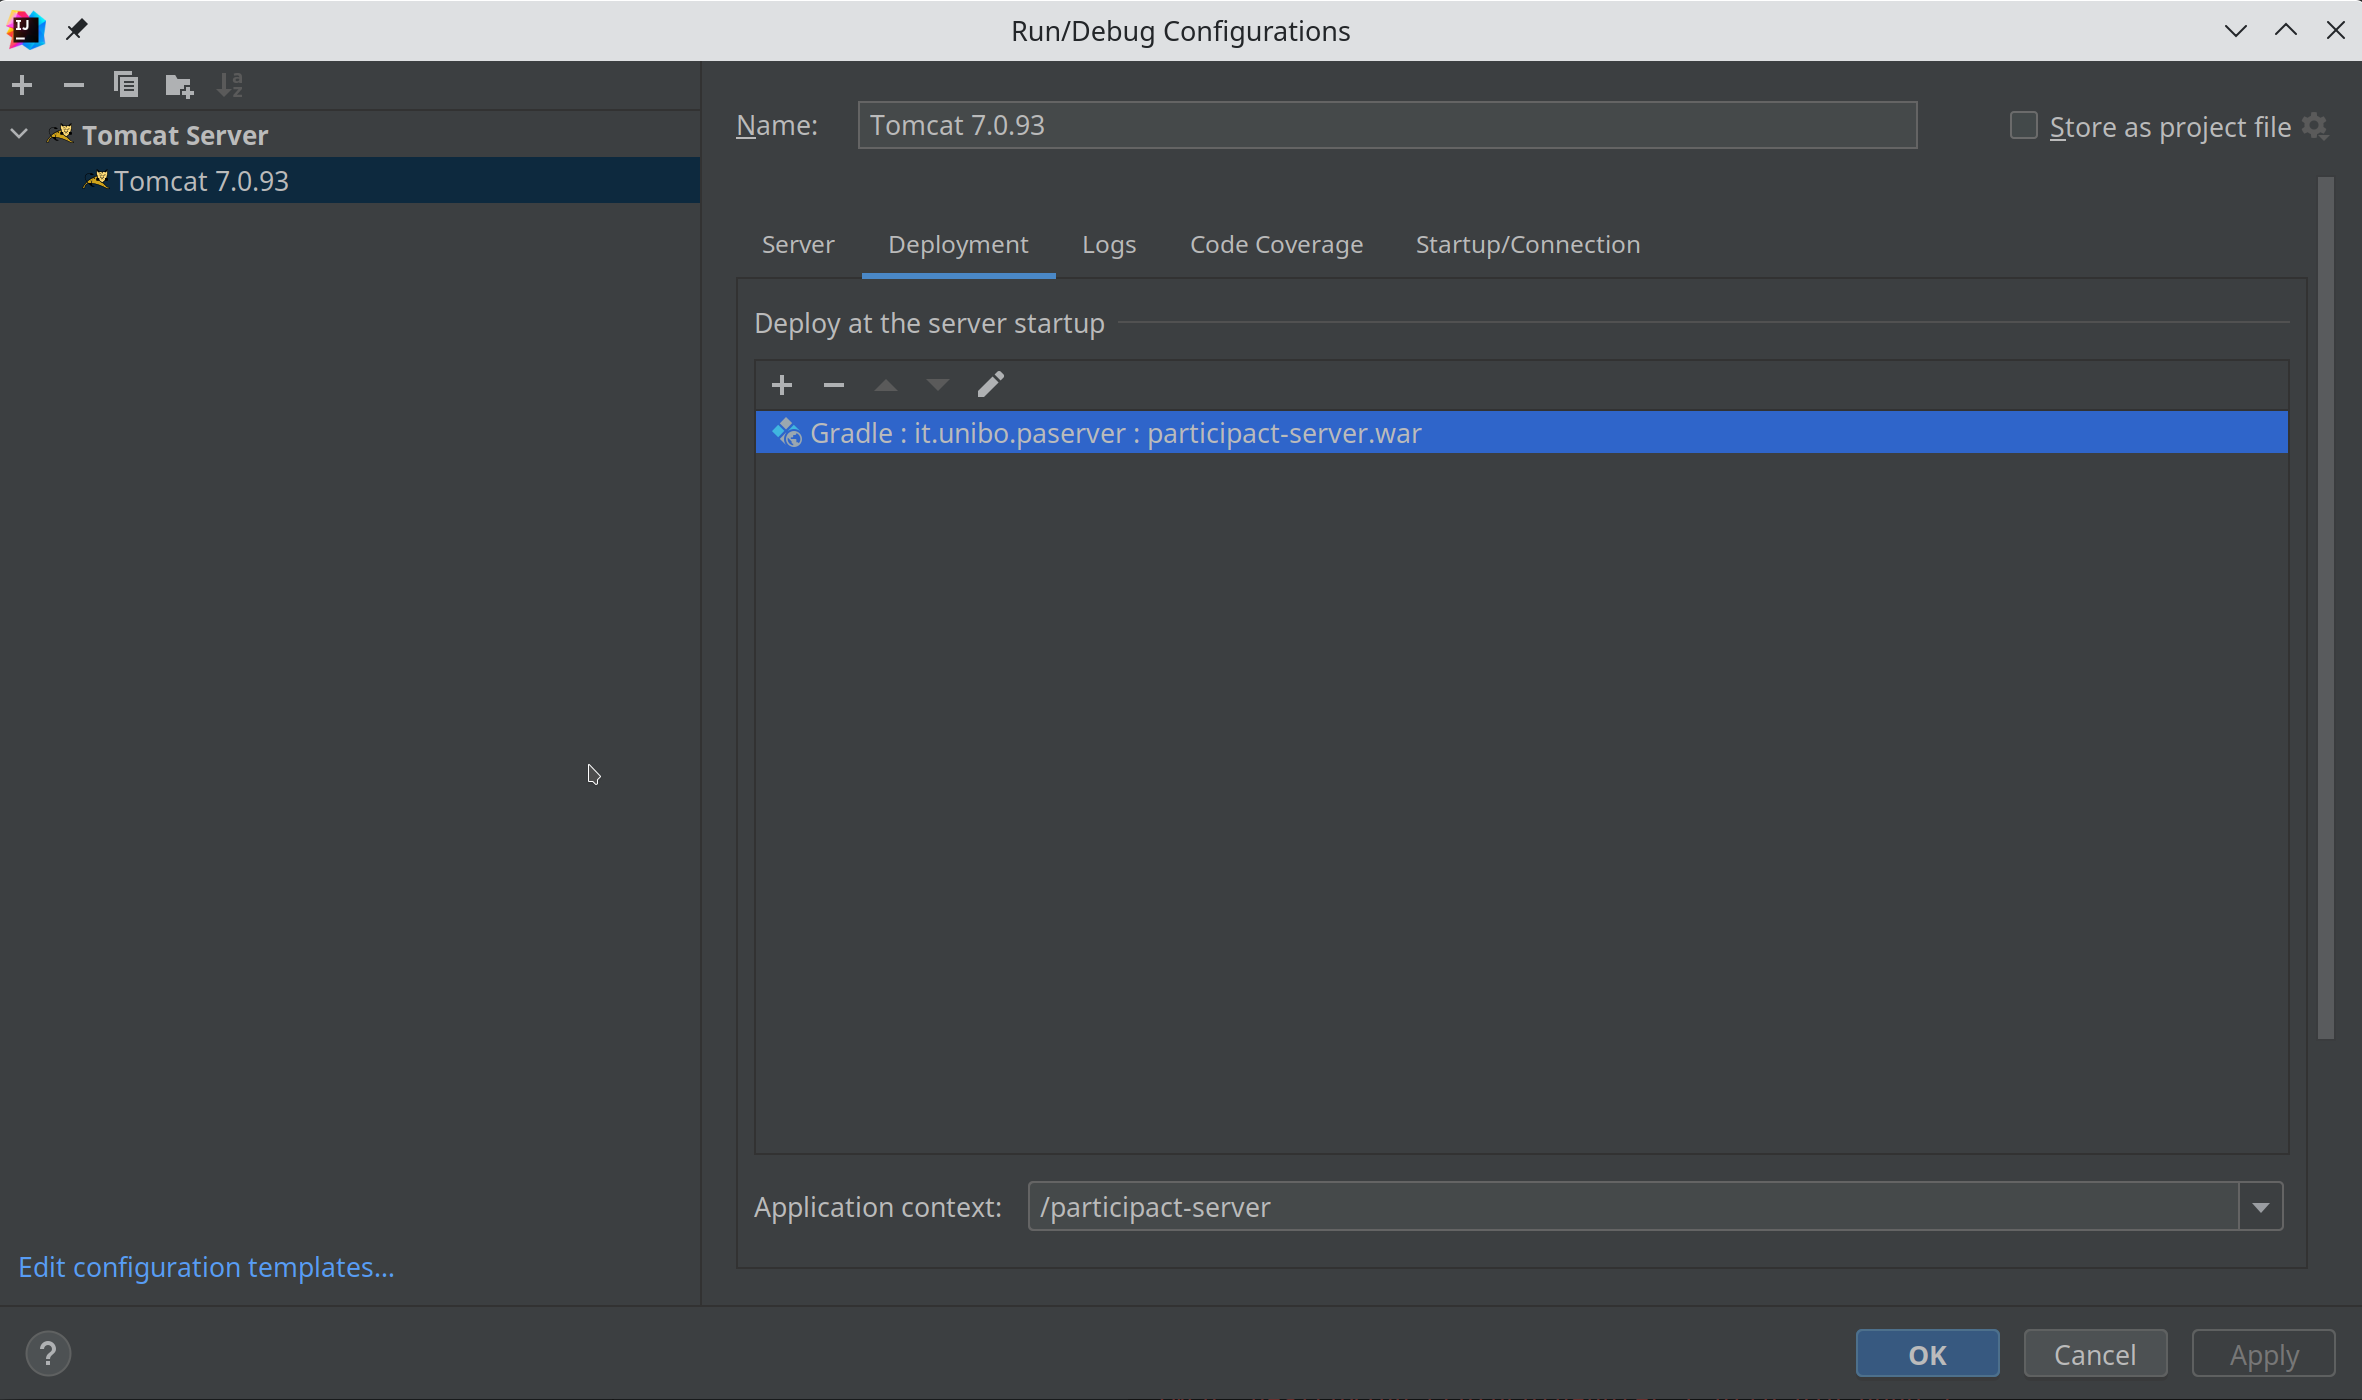 Run/Debug Configurations
Tomcat Server
Tomcat 7.0.93
Name:
Tomcat 7.0.93
Store as project file
Server
Deployment
Logs
Code Coverage
Startup/Connection
Deploy at the server startup
Gradle : it.unibo.paserver : participact-server.war
Application context:
/participact-server
Edit configuration templates...
?
OK
Cancel
Apply